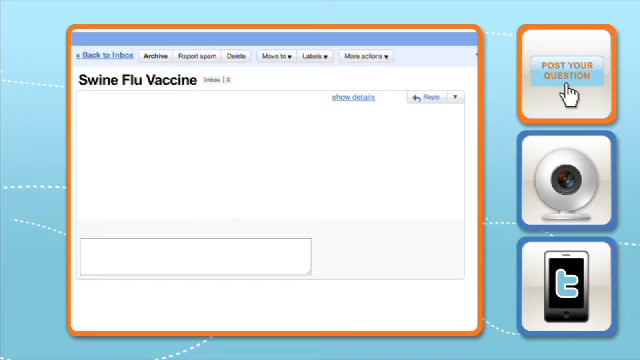 « Back to Inbox Archive Report spam Delete Move to Labels More actions
Swine Flu Vaccine Inbox | X
show details Reply
POST YOUR
QUESTION
t